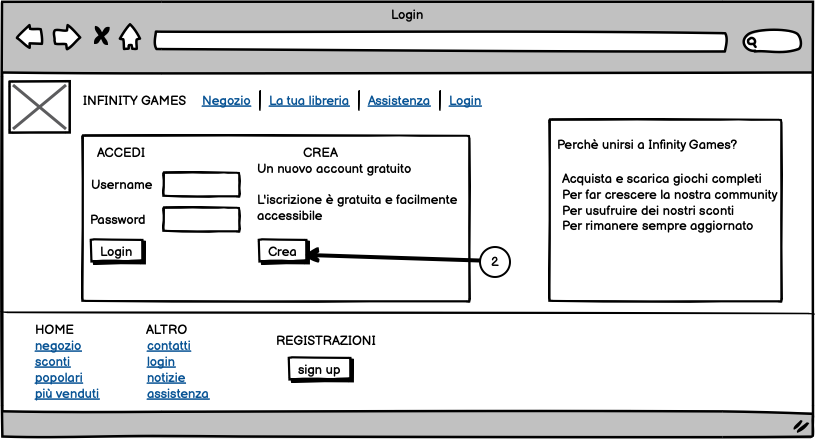 Login
INFINITY GAMES Negozio La tua libreria Assistenza Login
ACCEDI
Username
Password
Login
CREA
Un nuovo account gratuito
L'iscrizione è gratuita e facilmente
accessibile
Crea
2
Perchè unirsi a Infinity Games?
Acquista e scarica giochi completi
Per far crescere la nostra community
Per usufruire dei nostri sconti
Per rimanere sempre aggiornato
HOME
negozio
sconti
popolari
più venduti
ALTRO
contatti
login
notizie
assistenza
REGISTRAZIONI
sign up